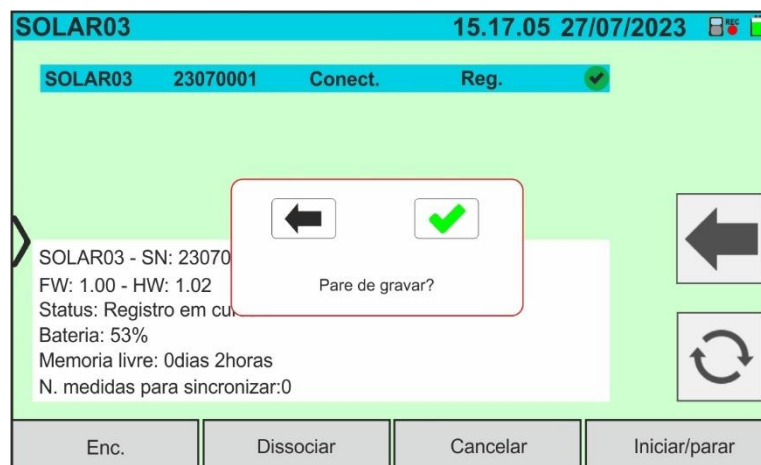 SOLAR03 15.17.05 27/07/2023 REC
SOLAR03 23070001 Conect. Reg.
Pare de gravar?
SOLAR03 - SN: 23070
FW: 1.00 - HW: 1.02
Status: Registro em
Bateria: 53%
Memoria livre: 0dias 2horas
N. medidas para sincronizar:0
Enc. Dissociar Cancelar Iniciar/parar